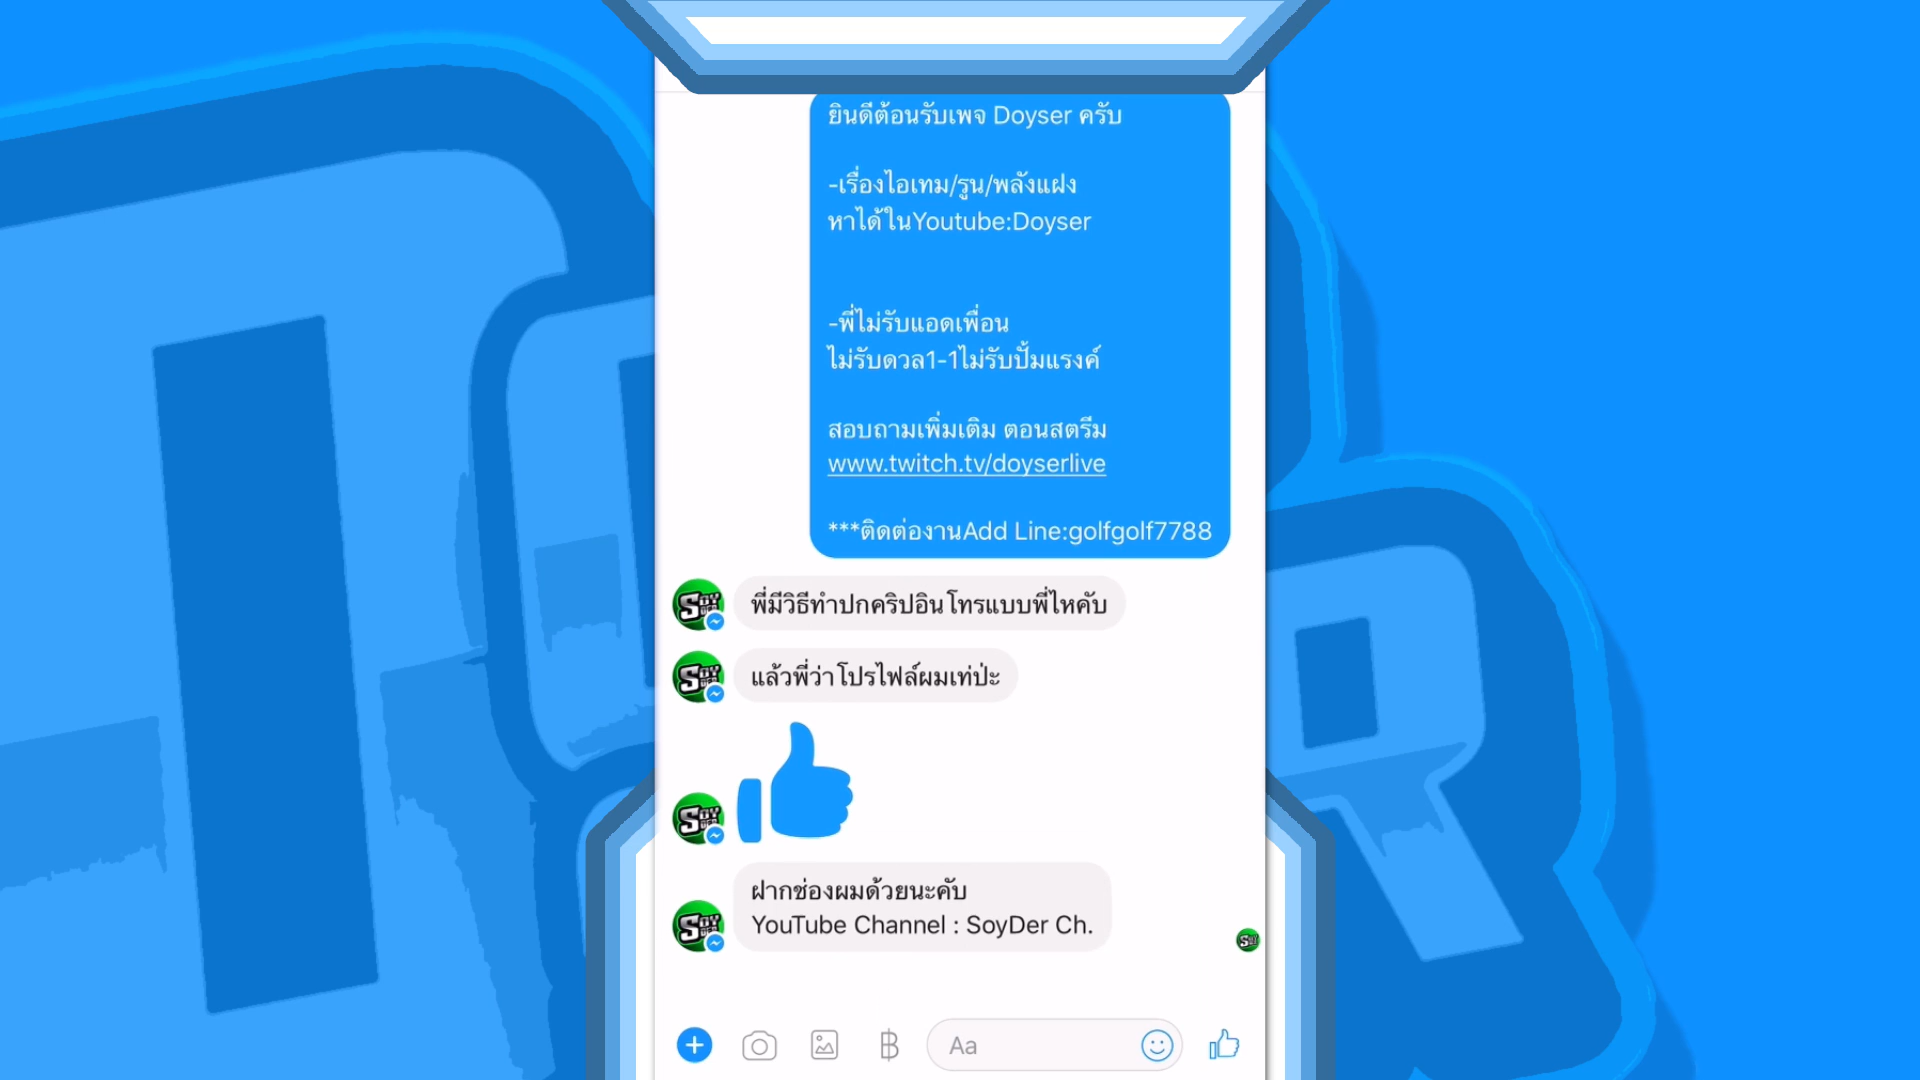 ยินดีต้อนรับเพจ Doyser ครับ
-เรื่องไอเทม/รูน/พลังแฝง
หาได้ในYoutube:Doyser
-พี่ไม่รับแอดเพื่อน
ไม่รับดวล1-1ไม่รับปั้มแรงค์
สอบถามเพิ่มเติม ตอนสตรีม
www.twitch.tv/doyserlive
***ติดต่องานAdd Line:golfgolf7788
พี่มีวิธีทำปกคริปอินโทรแบบพี่ไหคับ
แล้วพี่ว่าโปรไฟล์ผมเท่ป่ะ
ฝากช่องผมด้วยนะคับ
YouTube Channel : SoyDer Ch.
Aa